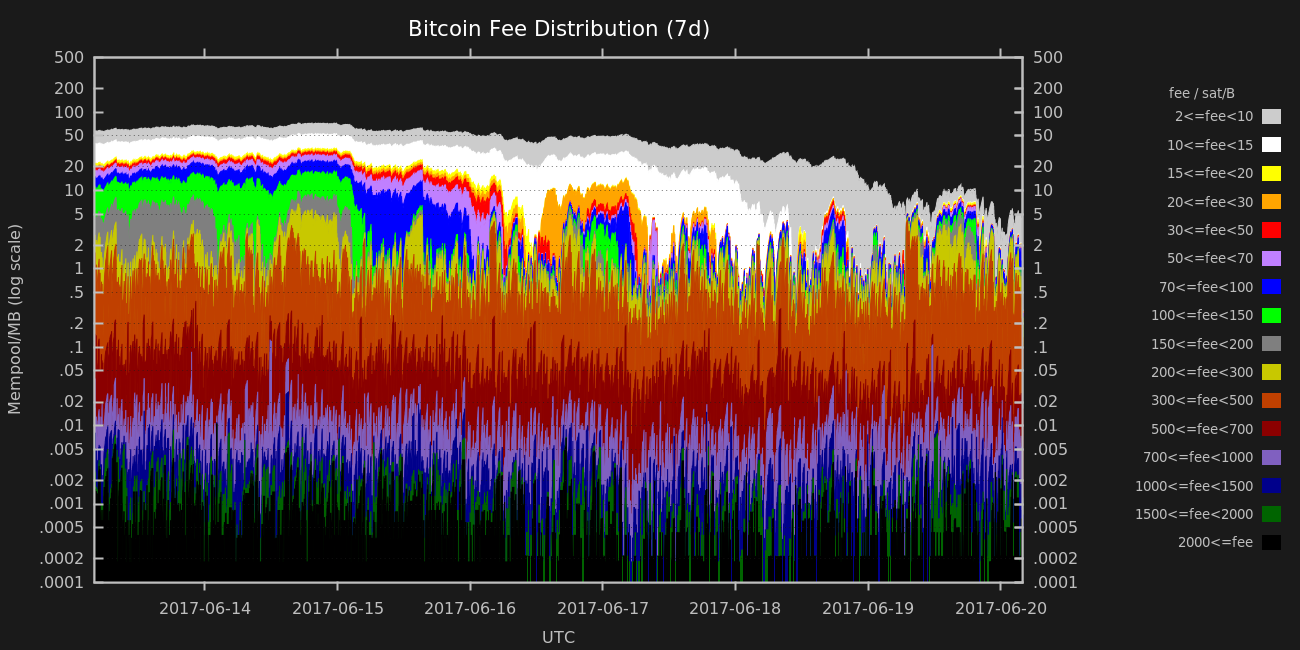 Bitcoin Fee Distribution (7d)
500
200
100
50
20
10
5
2
1
.5
.2
.1
.05
.02
.01
.005
.002
.001
.0005
.0002
.0001
Mempool/MB (log scale)
500
200
100
50
20
10
5
2
1
.5
.2
.1
.05
.02
.01
.005
.002
.001
.0005
.0002
.0001
2017-06-14
2017-06-15
2017-06-16
2017-06-17
2017-06-18
2017-06-19
2017-06-20
UTC
fee / sat/B
2<=fee<10
10<=fee<15
15<=fee<20
20<=fee<30
30<=fee<50
50<=fee<70
70<=fee<100
100<=fee<150
150<=fee<200
200<=fee<300
300<=fee<500
500<=fee<700
700<=fee<1000
1000<=fee<1500
1500<=fee<2000
2000<=fee